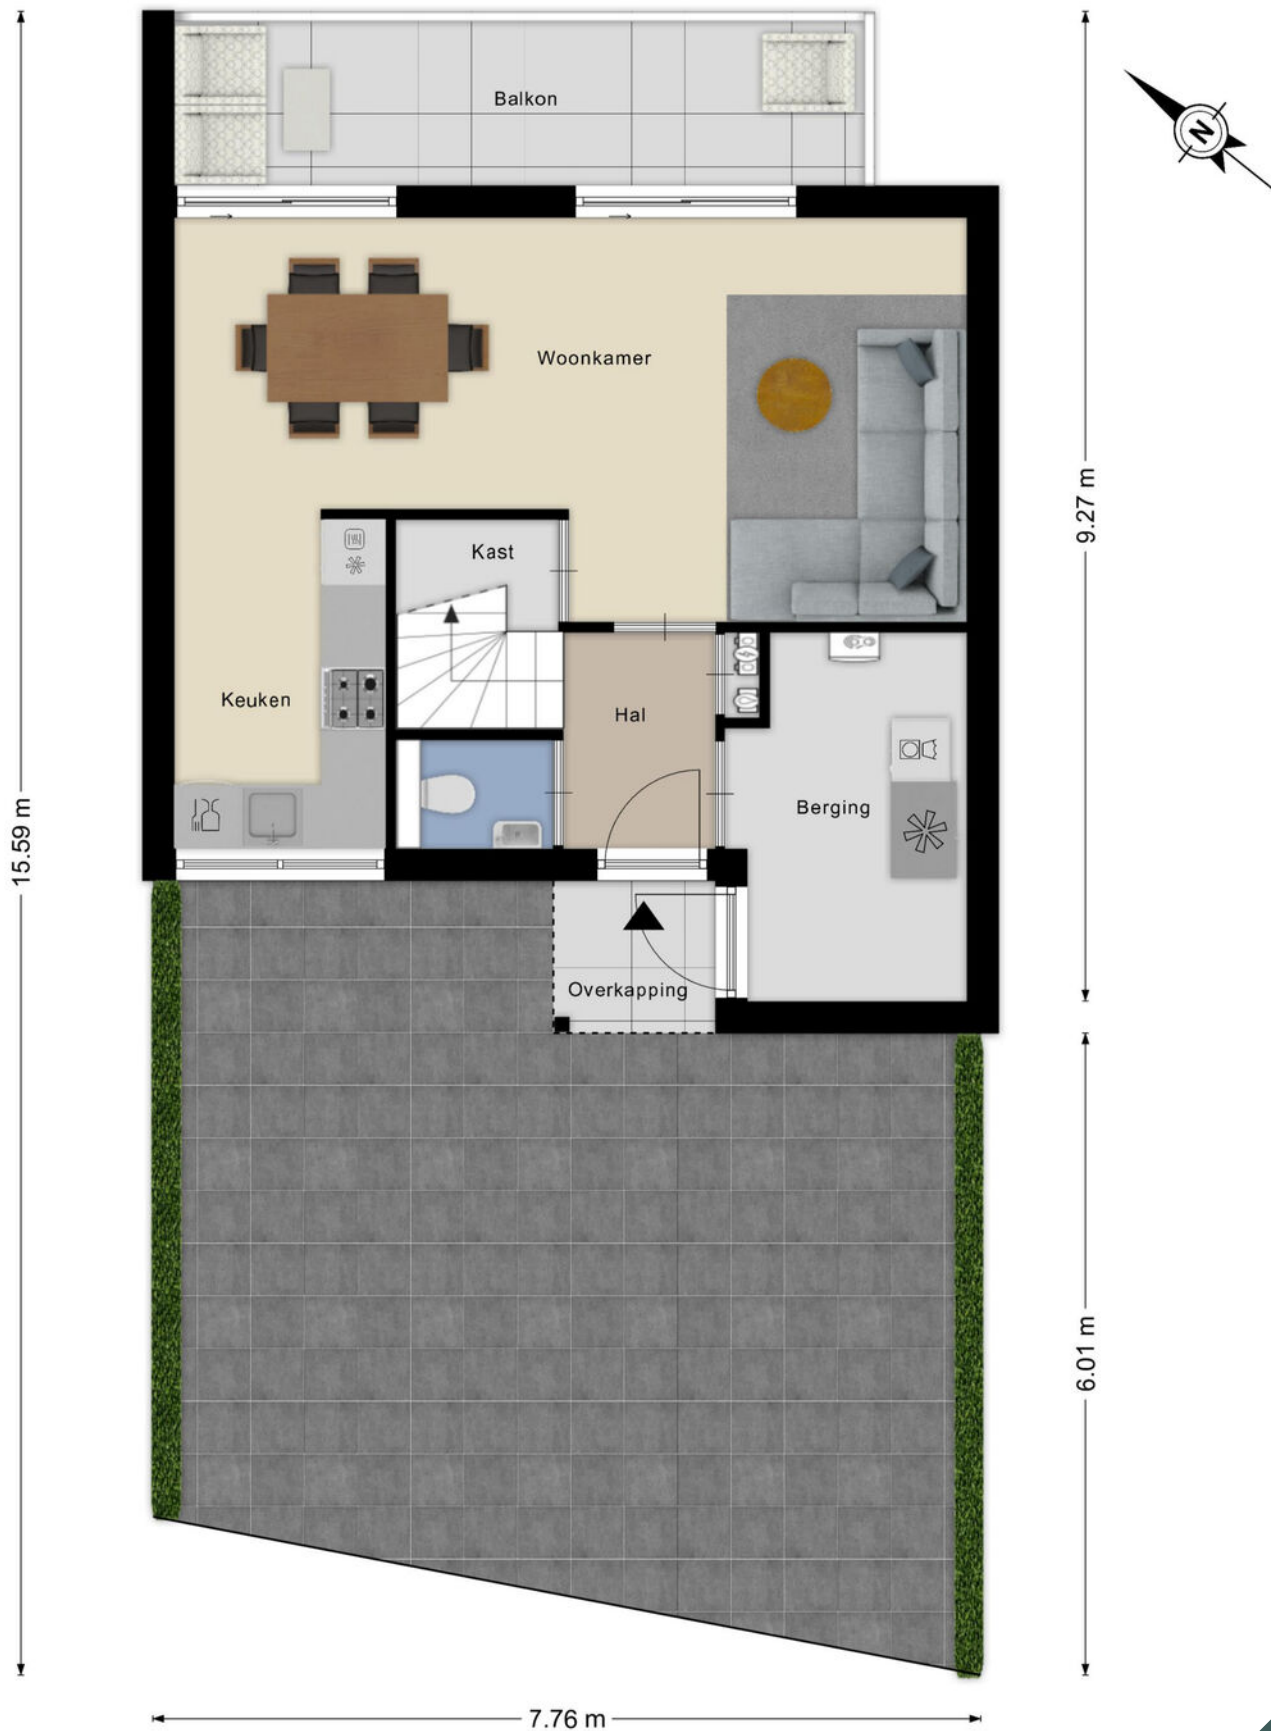 Balkon
N
Woonkamer
9.27 m
Kast
Keuken
Hal
Berging
15.59 m
Overkapping
6.01 m
7.76 m